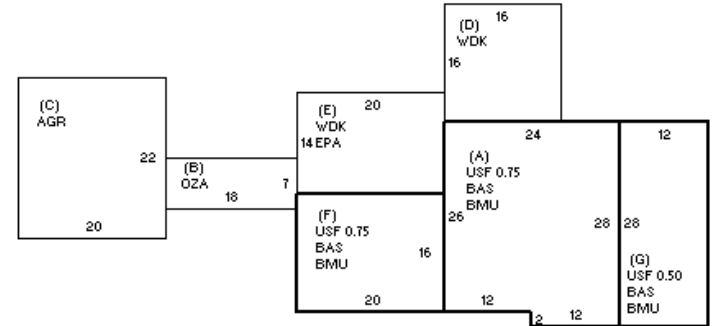 (D)
WDK
16
16
(C)
AGR
22
20
(B)
OZA
18
7
(E)
WDK
EPA
20
14
(F)
USF 0.75
BAS
BMU
16
20
(A)
USF 0.75
BAS
BMU
24
26
28
12
2
12
(G)
USF 0.50
BAS
BMU
12
28